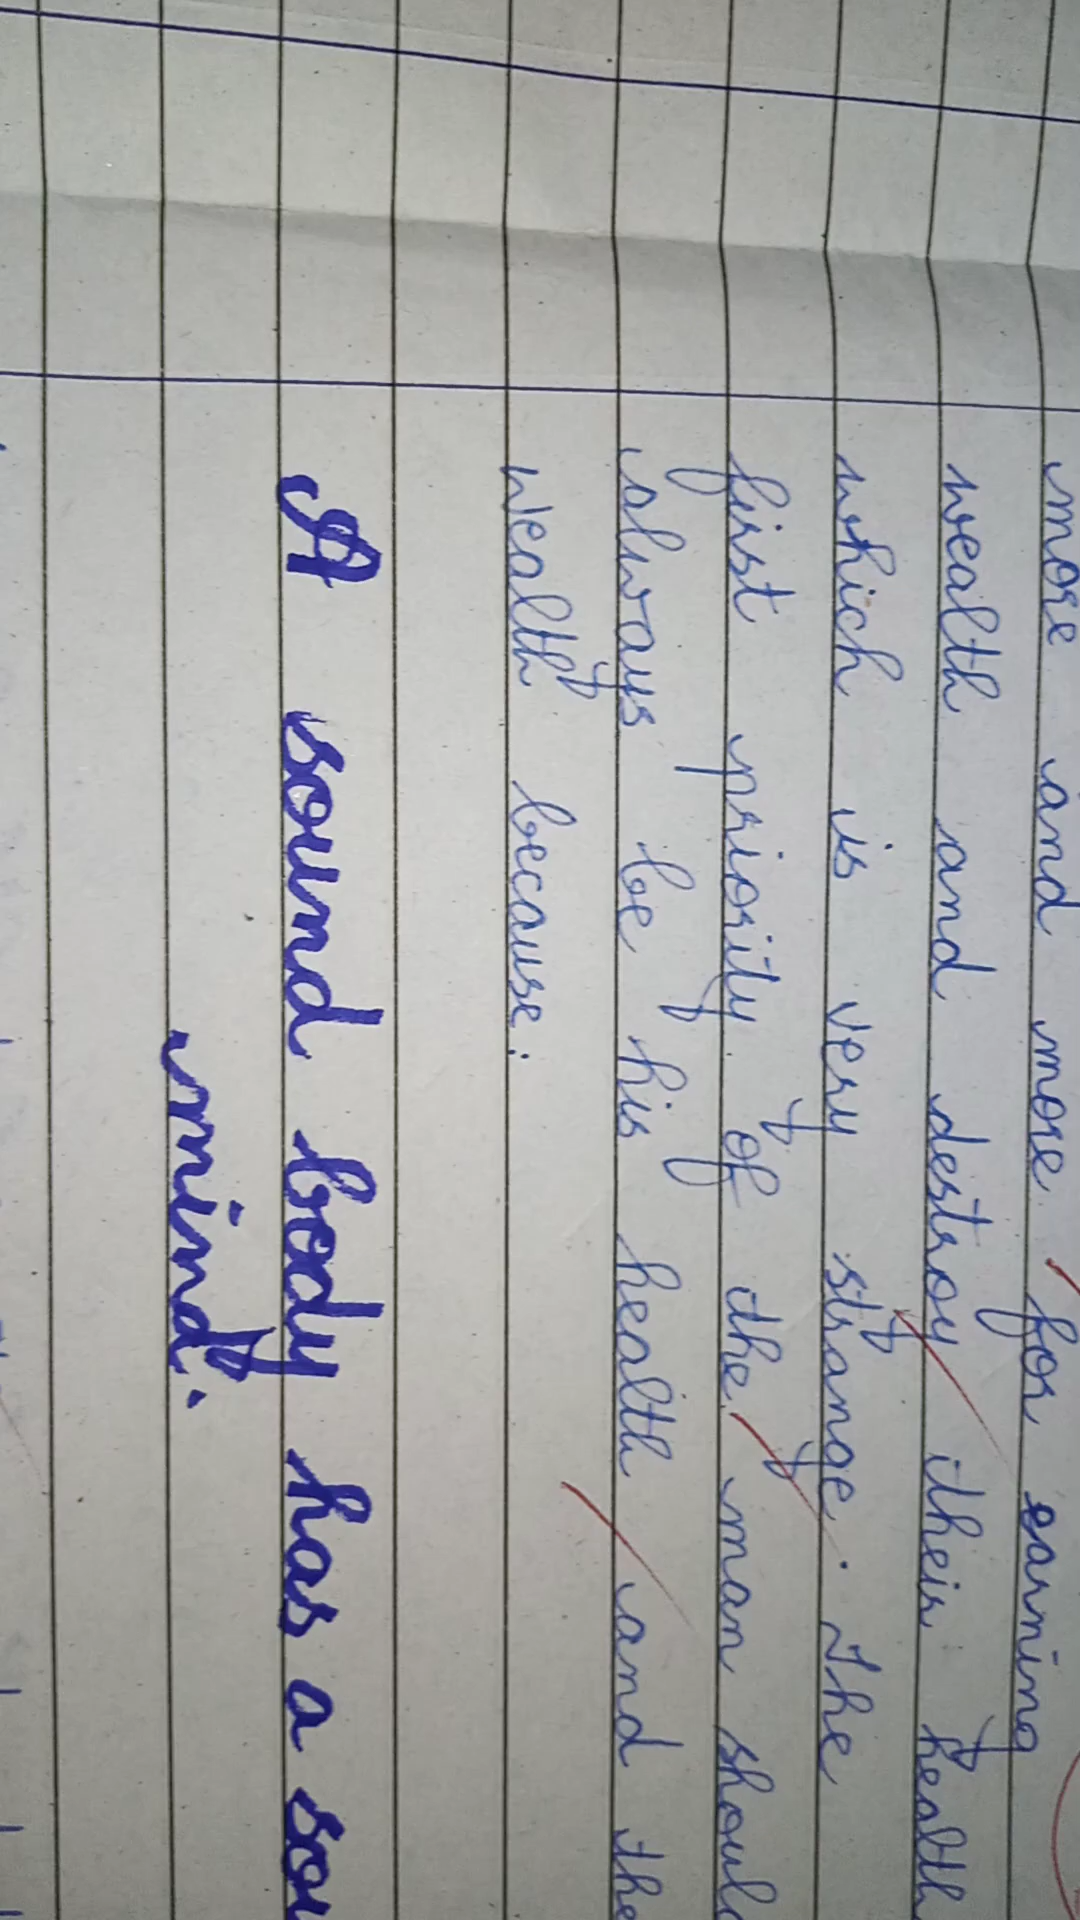 more and more for earning
wealth and destroy their health
which is very strange. The
first priority of the man shoul
always be his health and the
wealth because:
A sound body has a sou
mind.